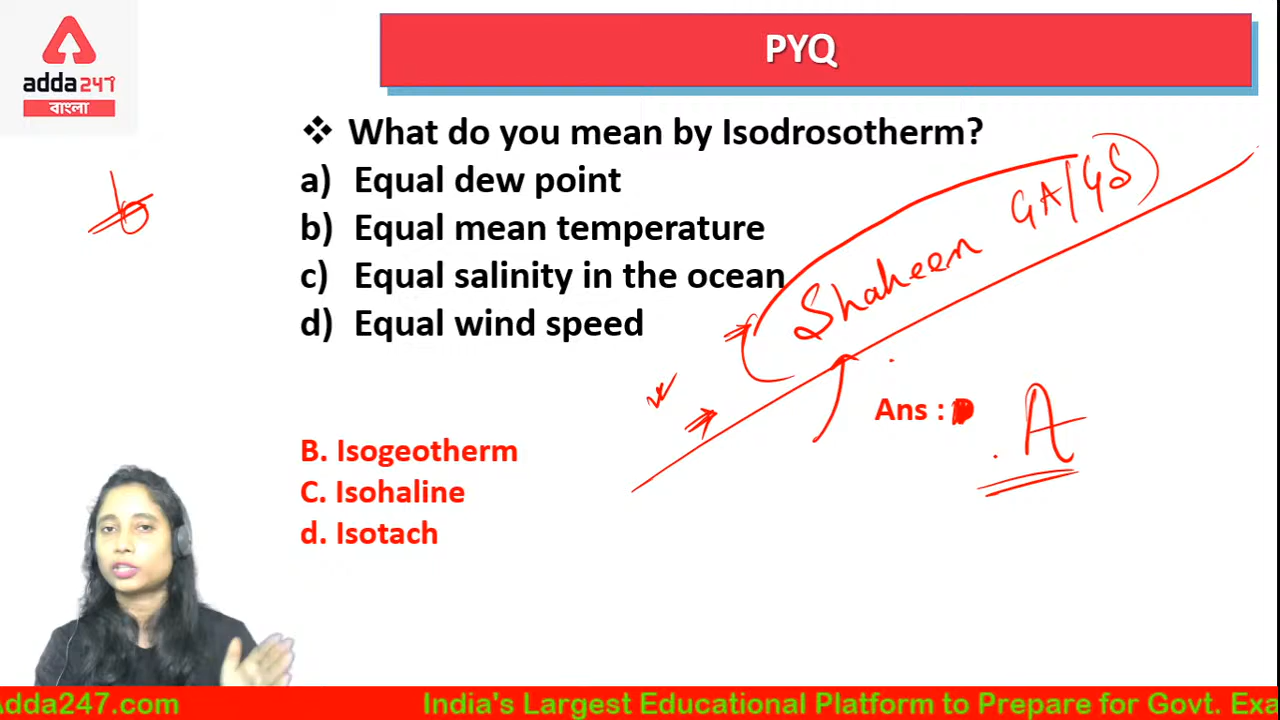 PYQ
adda247
বাংলা
❖ What do you mean by Isodrosotherm?
a) Equal dew point
b) Equal mean temperature
c) Equal salinity in the ocean
d) Equal wind speed
b
Shaheen GA/GS
Ans :
A
B. Isogeotherm
C. Isohaline
d. Isotach
Adda247.com
India's Largest Educational Platform to Prepare for Govt. Exa